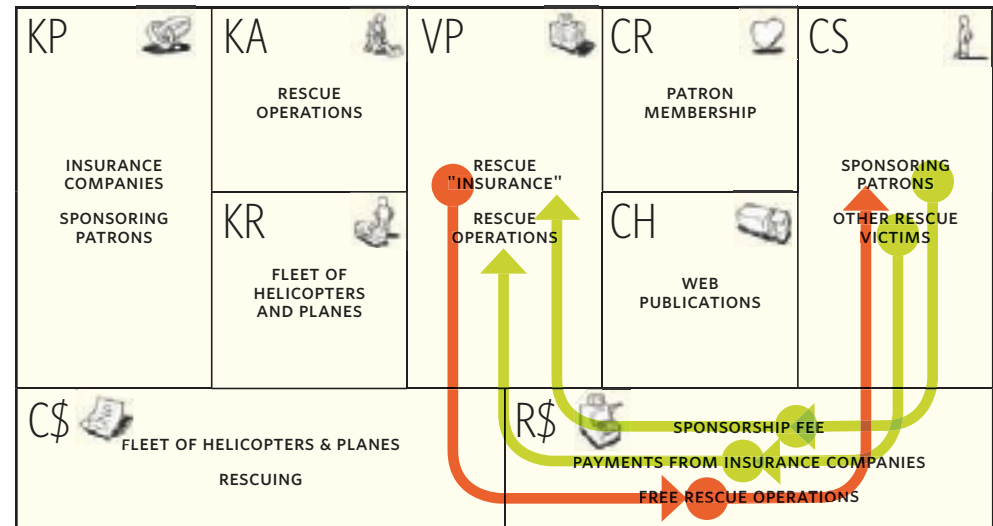 KP
INSURANCE
COMPANIES
SPONSORING
PATRONS
KA
RESCUE
OPERATIONS
KR
FLEET OF
HELICOPTERS
AND PLANES
VP
RESCUE
"INSURANCE"
RESCUE
OPERATIONS
CR
PATRON
MEMBERSHIP
CH
WEB
PUBLICATIONS
CS
SPONSORING
PATRONS
OTHER RESCUE
VICTIMS
C$
FLEET OF HELICOPTERS & PLANES
RESCUING
R$
SPONSORSHIP FEE
PAYMENTS FROM INSURANCE COMPANIES
FREE RESCUE OPERATIONS